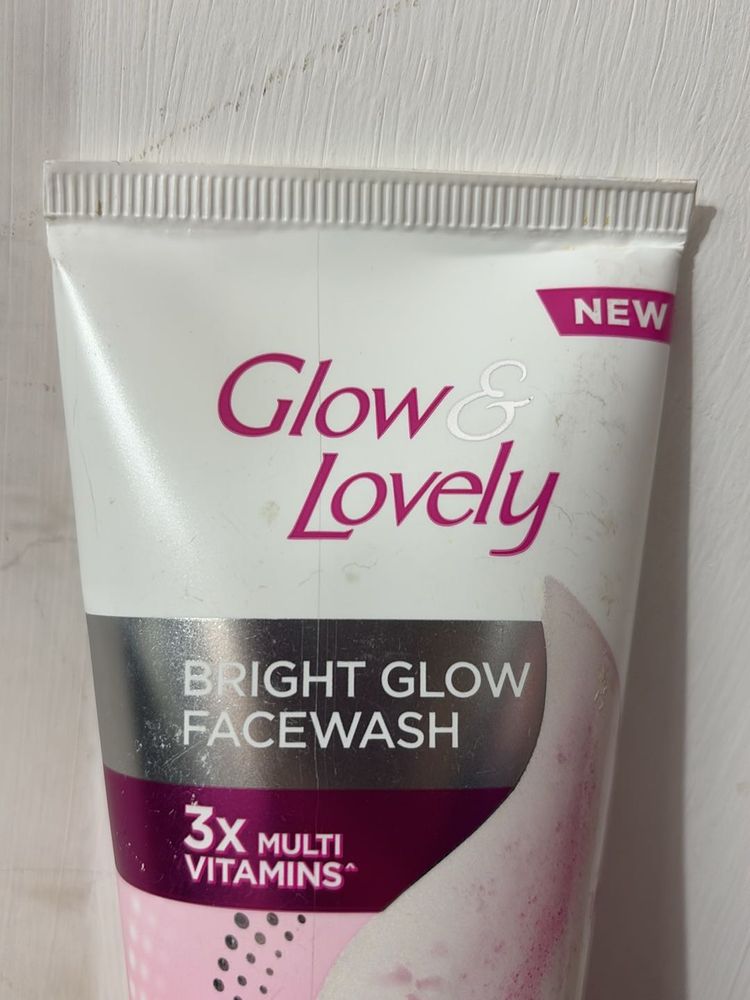 NEW
Glow &
Lovely
BRIGHT GLOW
FACEWASH
3X MULTI
VITAMINS^